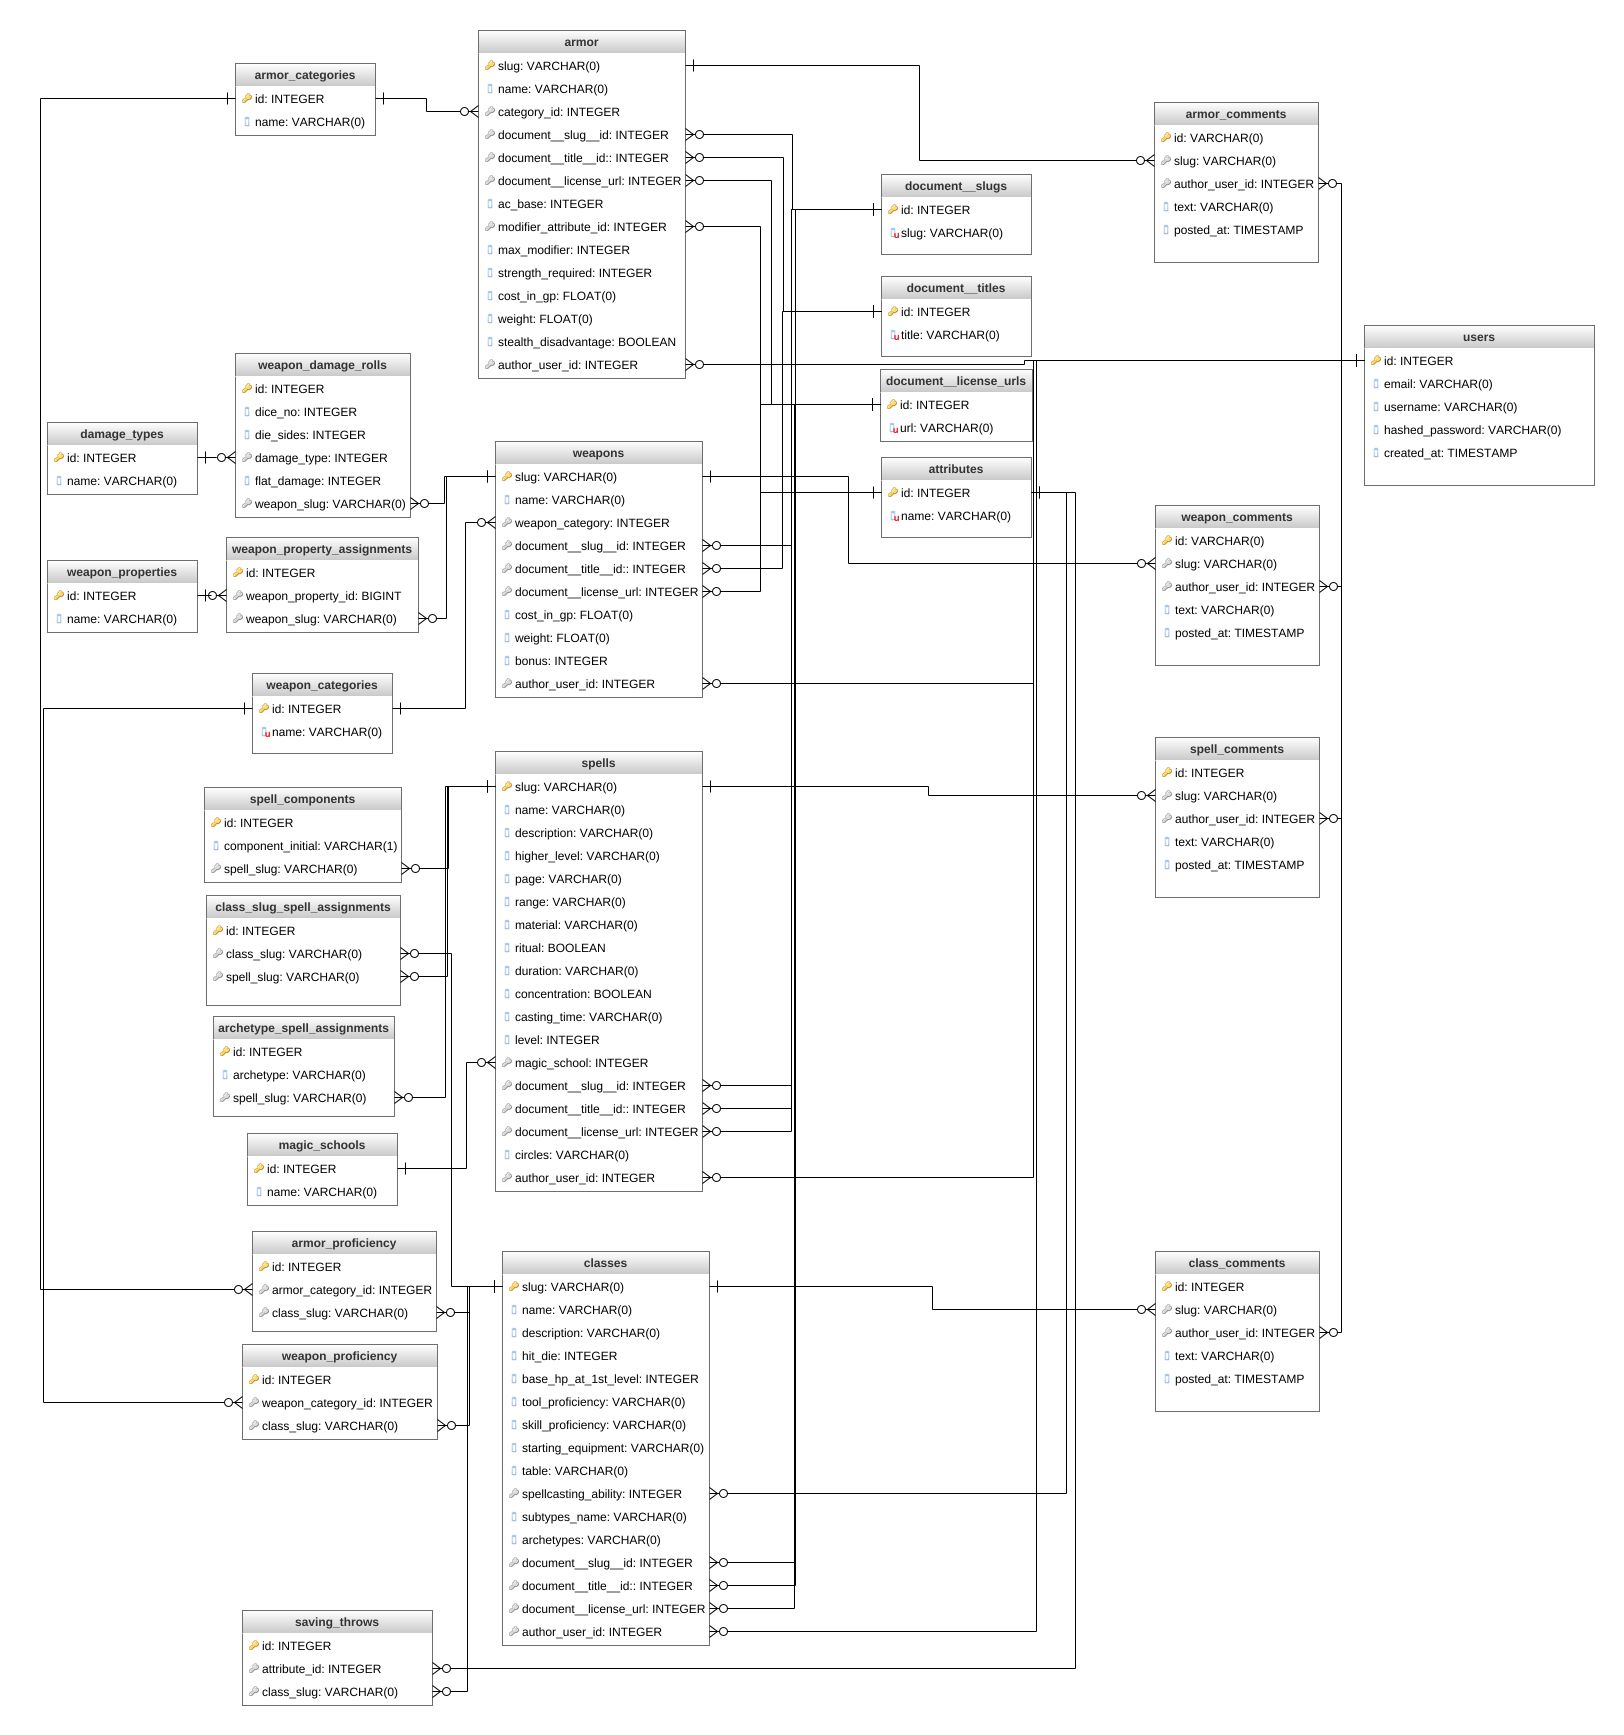 armor
slug: VARCHAR(0)
name: VARCHAR(0)
category_id: INTEGER
document__slug__id: INTEGER
document__title__id:: INTEGER
document__license_url: INTEGER
ac_base: INTEGER
modifier_attribute_id: INTEGER
max_modifier: INTEGER
strength_required: INTEGER
cost_in_gp: FLOAT(0)
weight: FLOAT(0)
stealth_disadvantage: BOOLEAN
author_user_id: INTEGER
armor_categories
id: INTEGER
name: VARCHAR(0)
armor_comments
id: VARCHAR(0)
slug: VARCHAR(0)
author_user_id: INTEGER
text: VARCHAR(0)
posted_at: TIMESTAMP
document__slugs
id: INTEGER
slug: VARCHAR(0)
document__titles
id: INTEGER
title: VARCHAR(0)
users
id: INTEGER
email: VARCHAR(0)
username: VARCHAR(0)
hashed_password: VARCHAR(0)
created_at: TIMESTAMP
weapon_damage_rolls
id: INTEGER
dice_no: INTEGER
die_sides: INTEGER
damage_type: INTEGER
flat_damage: INTEGER
weapon_slug: VARCHAR(0)
document__license_urls
id: INTEGER
url: VARCHAR(0)
damage_types
id: INTEGER
name: VARCHAR(0)
weapons
slug: VARCHAR(0)
name: VARCHAR(0)
weapon_category: INTEGER
document__slug__id: INTEGER
document__title__id:: INTEGER
document__license_url: INTEGER
cost_in_gp: FLOAT(0)
weight: FLOAT(0)
bonus: INTEGER
author_user_id: INTEGER
attributes
id: INTEGER
name: VARCHAR(0)
weapon_comments
id: VARCHAR(0)
slug: VARCHAR(0)
author_user_id: INTEGER
text: VARCHAR(0)
posted_at: TIMESTAMP
weapon_property_assignments
id: INTEGER
weapon_property_id: BIGINT
weapon_slug: VARCHAR(0)
weapon_properties
id: INTEGER
name: VARCHAR(0)
weapon_categories
id: INTEGER
name: VARCHAR(0)
spell_comments
id: INTEGER
slug: VARCHAR(0)
author_user_id: INTEGER
text: VARCHAR(0)
posted_at: TIMESTAMP
spells
slug: VARCHAR(0)
name: VARCHAR(0)
description: VARCHAR(0)
higher_level: VARCHAR(0)
page: VARCHAR(0)
range: VARCHAR(0)
material: VARCHAR(0)
ritual: BOOLEAN
duration: VARCHAR(0)
concentration: BOOLEAN
casting_time: VARCHAR(0)
level: INTEGER
magic_school: INTEGER
document__slug__id: INTEGER
document__title__id:: INTEGER
document__license_url: INTEGER
circles: VARCHAR(0)
author_user_id: INTEGER
spell_components
id: INTEGER
component_initial: VARCHAR(1)
spell_slug: VARCHAR(0)
class_slug_spell_assignments
id: INTEGER
class_slug: VARCHAR(0)
spell_slug: VARCHAR(0)
archetype_spell_assignments
id: INTEGER
archetype: VARCHAR(0)
spell_slug: VARCHAR(0)
magic_schools
id: INTEGER
name: VARCHAR(0)
armor_proficiency
id: INTEGER
armor_category_id: INTEGER
class_slug: VARCHAR(0)
classes
slug: VARCHAR(0)
name: VARCHAR(0)
description: VARCHAR(0)
hit_die: INTEGER
base_hp_at_1st_level: INTEGER
tool_proficiency: VARCHAR(0)
skill_proficiency: VARCHAR(0)
starting_equipment: VARCHAR(0)
table: VARCHAR(0)
spellcasting_ability: INTEGER
subtypes_name: VARCHAR(0)
archetypes: VARCHAR(0)
document__slug__id: INTEGER
document__title__id:: INTEGER
document__license_url: INTEGER
author_user_id: INTEGER
class_comments
id: INTEGER
slug: VARCHAR(0)
author_user_id: INTEGER
text: VARCHAR(0)
posted_at: TIMESTAMP
weapon_proficiency
id: INTEGER
weapon_category_id: INTEGER
class_slug: VARCHAR(0)
saving_throws
id: INTEGER
attribute_id: INTEGER
class_slug: VARCHAR(0)